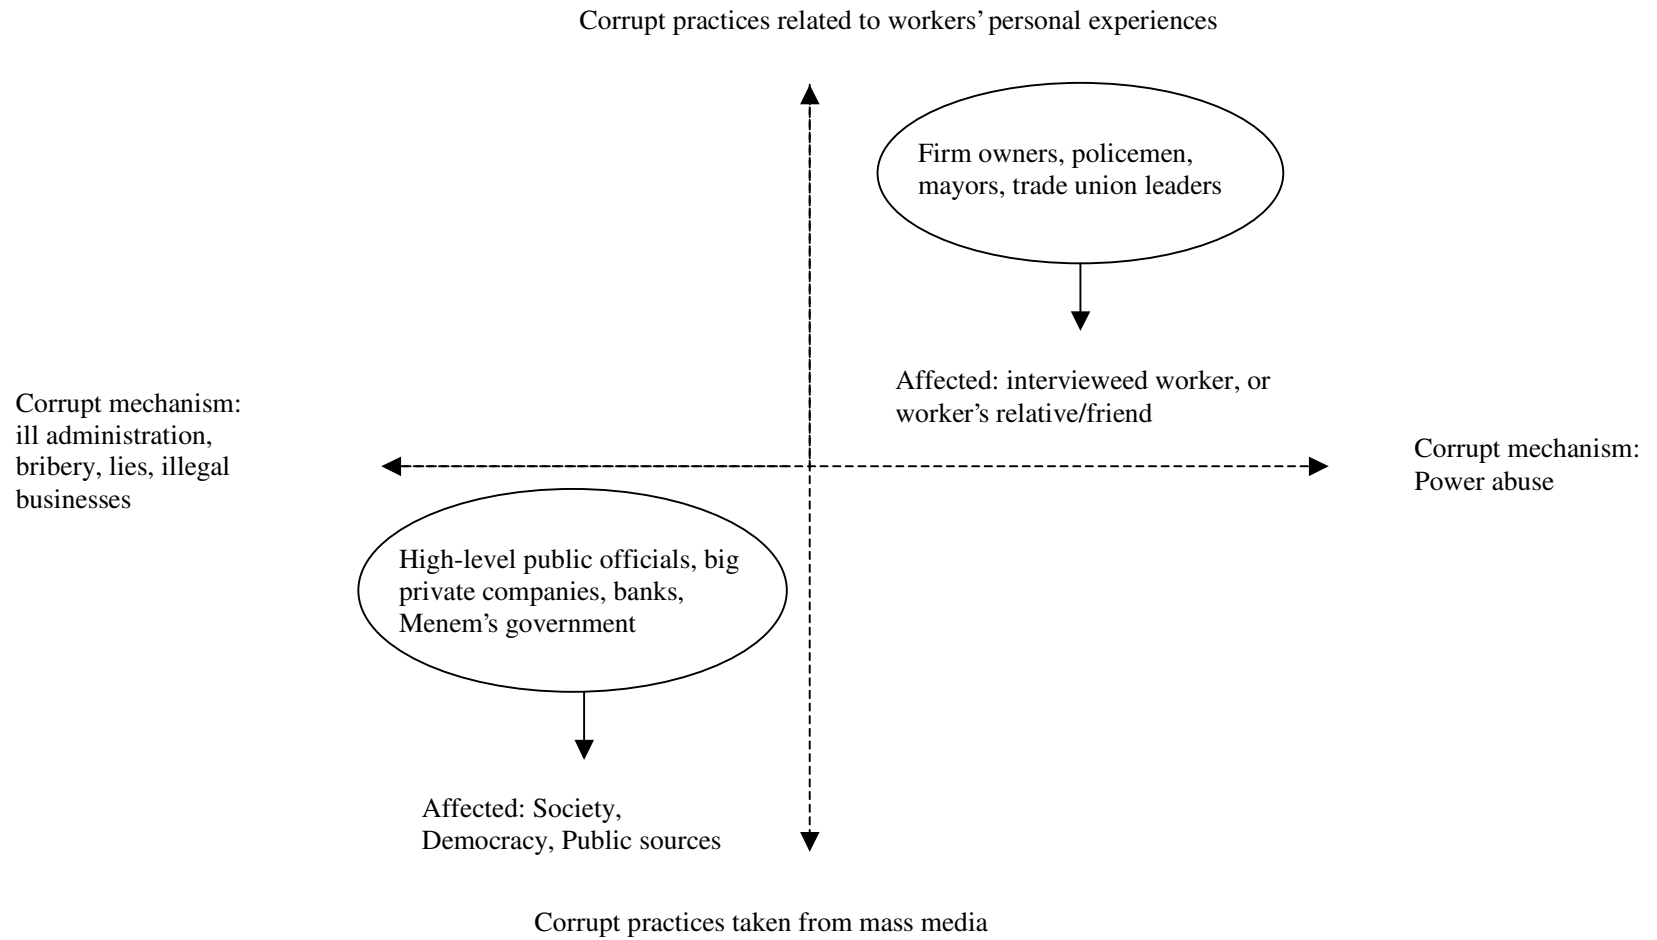 Corrupt practices related to workers’ personal experiences
Firm owners, policemen,
mayors, trade union leaders
Affected: intervieweed worker, or
worker’s relative/friend
Corrupt mechanism:
ill administration,
bribery, lies, illegal
businesses
Corrupt mechanism:
Power abuse
High-level public officials, big
private companies, banks,
Menem’s government
Affected: Society,
Democracy, Public sources
Corrupt practices taken from mass media